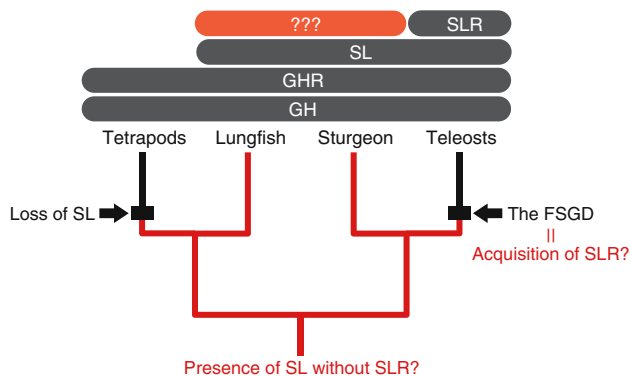 ???
SLR
SL
GHR
GH
Tetrapods Lungfish Sturgeon Teleosts
Loss of SL
The FSGD
=
Acquisition of SLR?
Presence of SL without SLR?